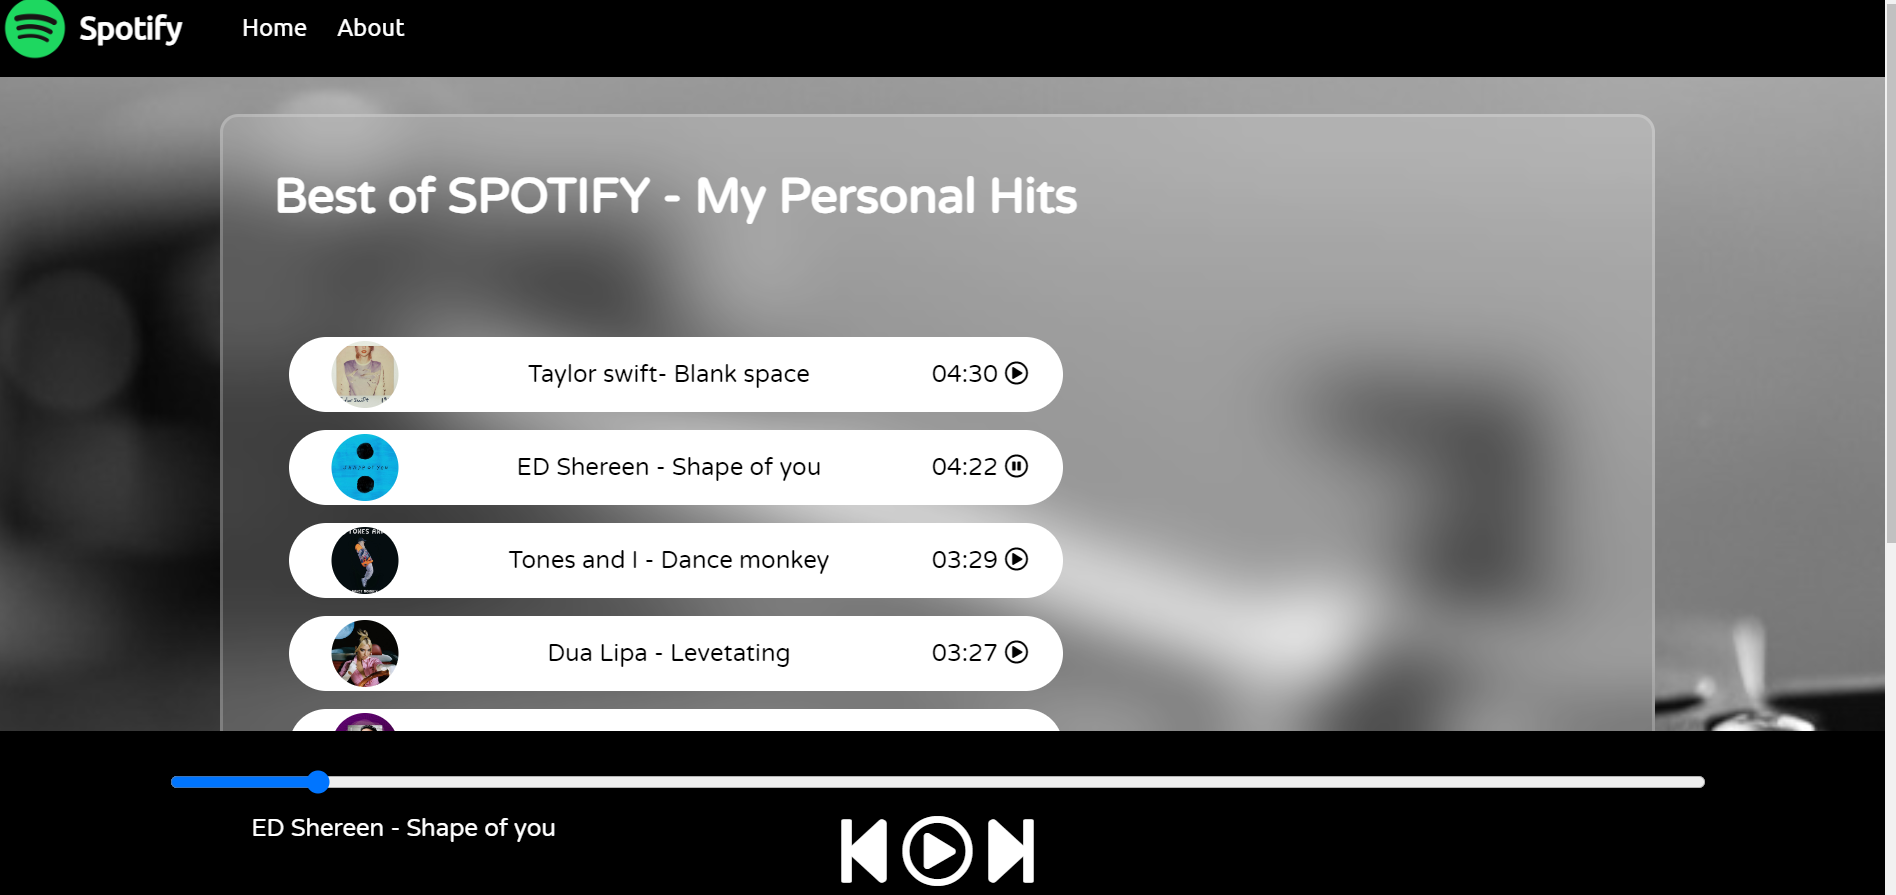 Spotify Home About
Best of SPOTIFY - My Personal Hits
Taylor swift- Blank space 04:30
ED Shereen - Shape of you 04:22
Tones and I - Dance monkey 03:29
Dua Lipa - Levetating 03:27
ED Shereen - Shape of you